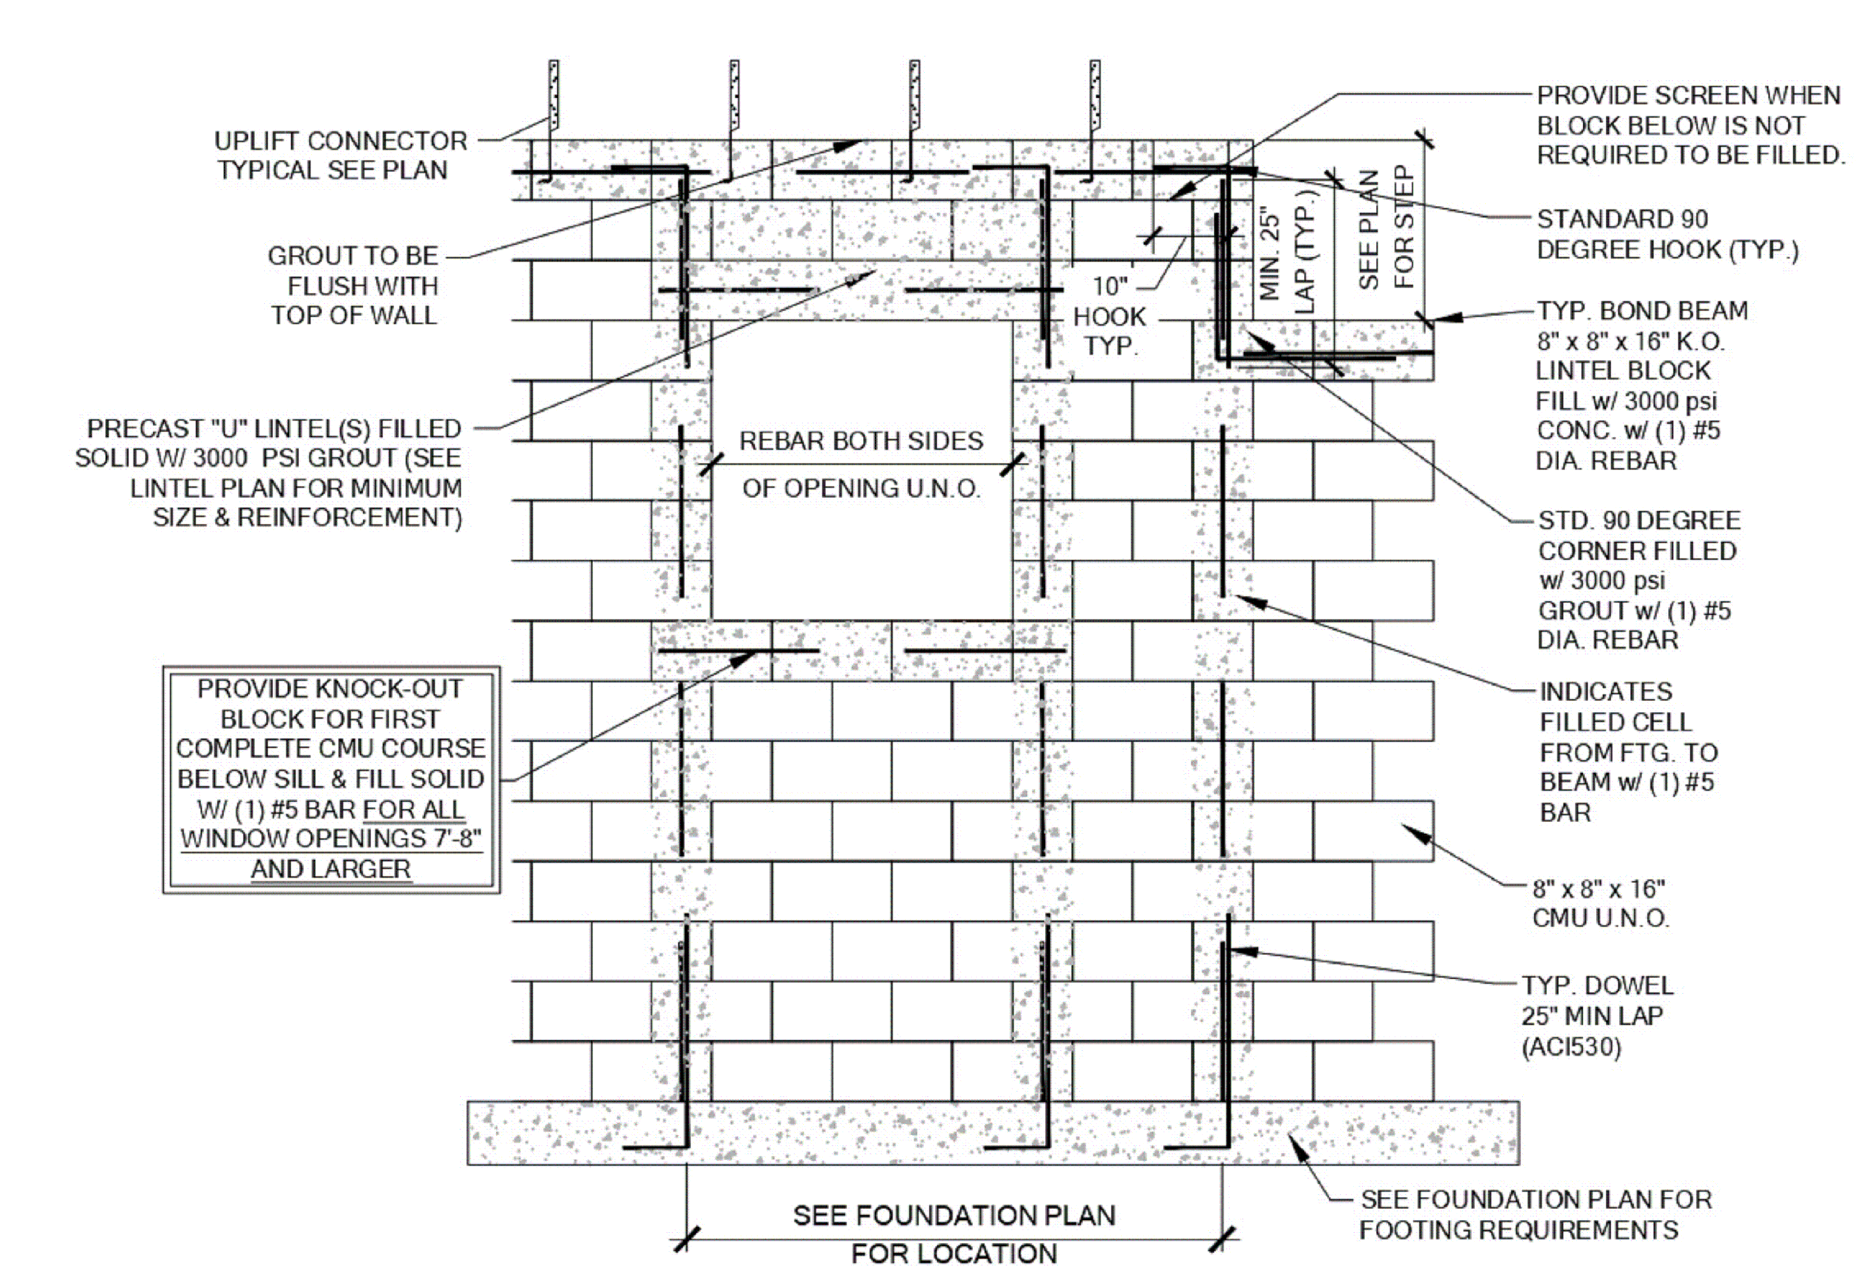 UPLIFT CONNECTOR
TYPICAL SEE PLAN
GROUT TO BE
FLUSH WITH
TOP OF WALL
PRECAST "U" LINTEL(S) FILLED
SOLID W/ 3000 PSI GROUT (SEE
LINTEL PLAN FOR MINIMUM
SIZE & REINFORCEMENT)
PROVIDE KNOCK-OUT
BLOCK FOR FIRST
COMPLETE CMU COURSE
BELOW SILL & FILL SOLID
W/ (1) #5 BAR FOR ALL
WINDOW OPENINGS 7'-8"
AND LARGER
REBAR BOTH SIDES
OF OPENING U.N.O.
10"
HOOK
TYP.
MIN. 25"
LAP (TYP.)
SEE PLAN
FOR STEP
PROVIDE SCREEN WHEN
BLOCK BELOW IS NOT
REQUIRED TO BE FILLED.
STANDARD 90
DEGREE HOOK (TYP.)
TYP. BOND BEAM
8" x 8" x 16" K.O.
LINTEL BLOCK
FILL w/ 3000 psi
CONC. w/ (1) #5
DIA. REBAR
STD. 90 DEGREE
CORNER FILLED
w/ 3000 psi
GROUT w/ (1) #5
DIA. REBAR
INDICATES
FILLED CELL
FROM FTG. TO
BEAM w/ (1) #5
BAR
8" x 8" x 16"
CMU U.N.O.
TYP. DOWEL
25" MIN LAP
(ACI530)
SEE FOUNDATION PLAN FOR
FOOTING REQUIREMENTS
SEE FOUNDATION PLAN
FOR LOCATION